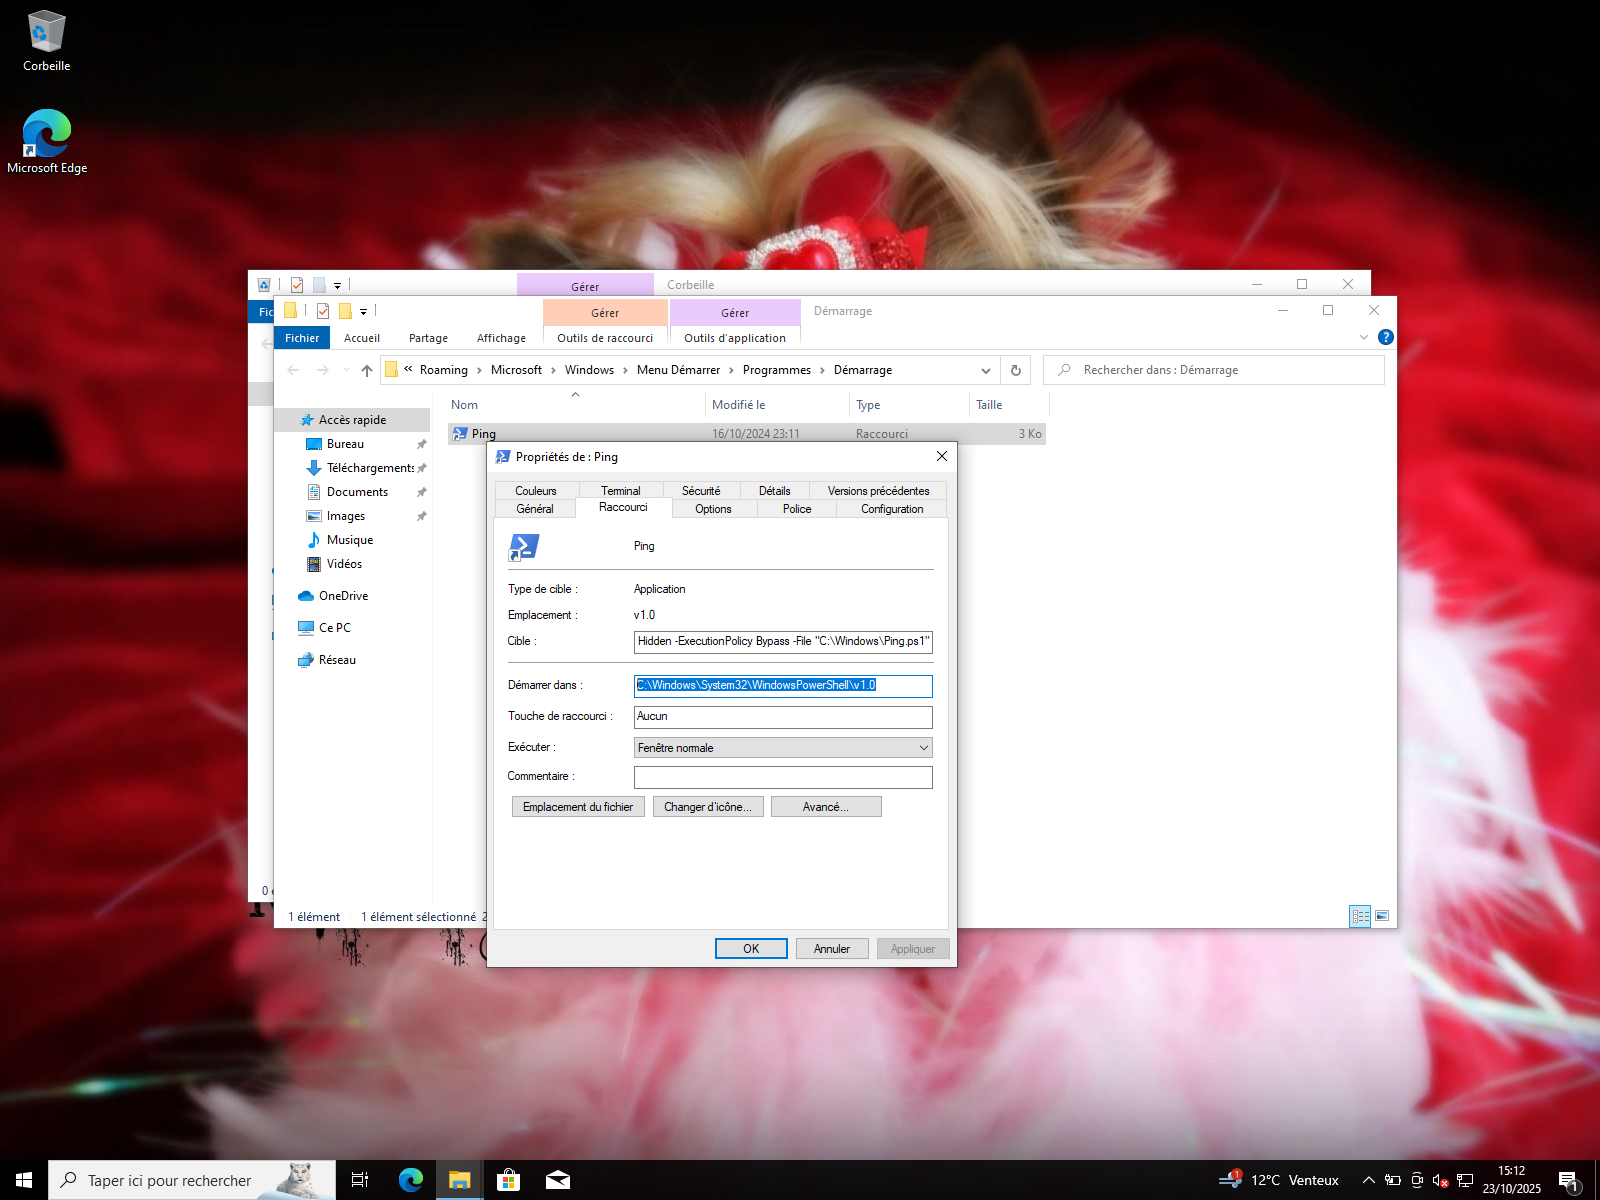 Corbeille
Microsoft Edge
Gérer
Corbeille
Fic
Gérer
Gérer
Démarrage
Fichier
Accueil
Partage
Affichage
Outils de raccourci
Outils d'application
« Roaming › Microsoft › Windows › Menu Démarrer › Programmes › Démarrage
Rechercher dans : Démarrage
Nom
Modifié le
Type
Taille
Ping
16/10/2024 23:11
Raccourci
3 Ko
Accès rapide
Bureau
Téléchargements
Documents
Images
Musique
Vidéos
OneDrive
Ce PC
Réseau
0 é
1 élément
1 élément sélectionné
2
Propriétés de : Ping
Couleurs
Terminal
Sécurité
Détails
Versions précédentes
Général
Raccourci
Options
Police
Configuration
Ping
Type de cible :
Application
Emplacement :
v1.0
Cible :
Hidden -ExecutionPolicy Bypass -File "C:\Windows\Ping.ps1"
Démarrer dans :
C:\Windows\System32\WindowsPowerShell\v1.0
Touche de raccourci :
Aucun
Exécuter :
Fenêtre normale
Commentaire :
Emplacement du fichier
Changer d'icône...
Avancé...
OK
Annuler
Appliquer
Taper ici pour rechercher
1
12°C Venteux
15:12
23/10/2025
1